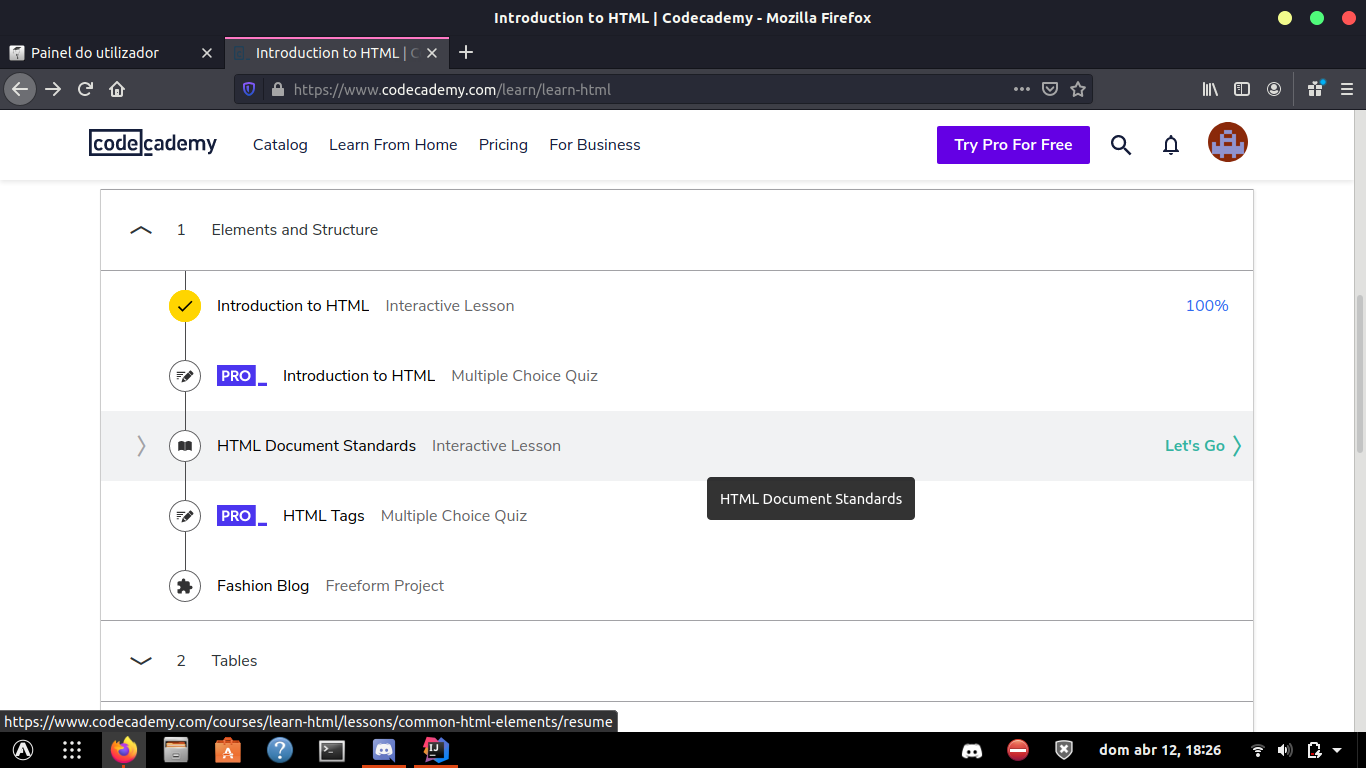 Introduction to HTML | Codecademy - Mozilla Firefox
Painel do utilizador
Introduction to HTML | C
https://www.codecademy.com/learn/learn-html
codecademy
Catalog
Learn From Home
Pricing
For Business
Try Pro For Free
1 Elements and Structure
Introduction to HTML Interactive Lesson 100%
PRO Introduction to HTML Multiple Choice Quiz
HTML Document Standards Interactive Lesson Let's Go
HTML Document Standards
PRO HTML Tags Multiple Choice Quiz
Fashion Blog Freeform Project
2 Tables
https://www.codecademy.com/courses/learn-html/lessons/common-html-elements/resume
IJ
dom abr 12, 18:26